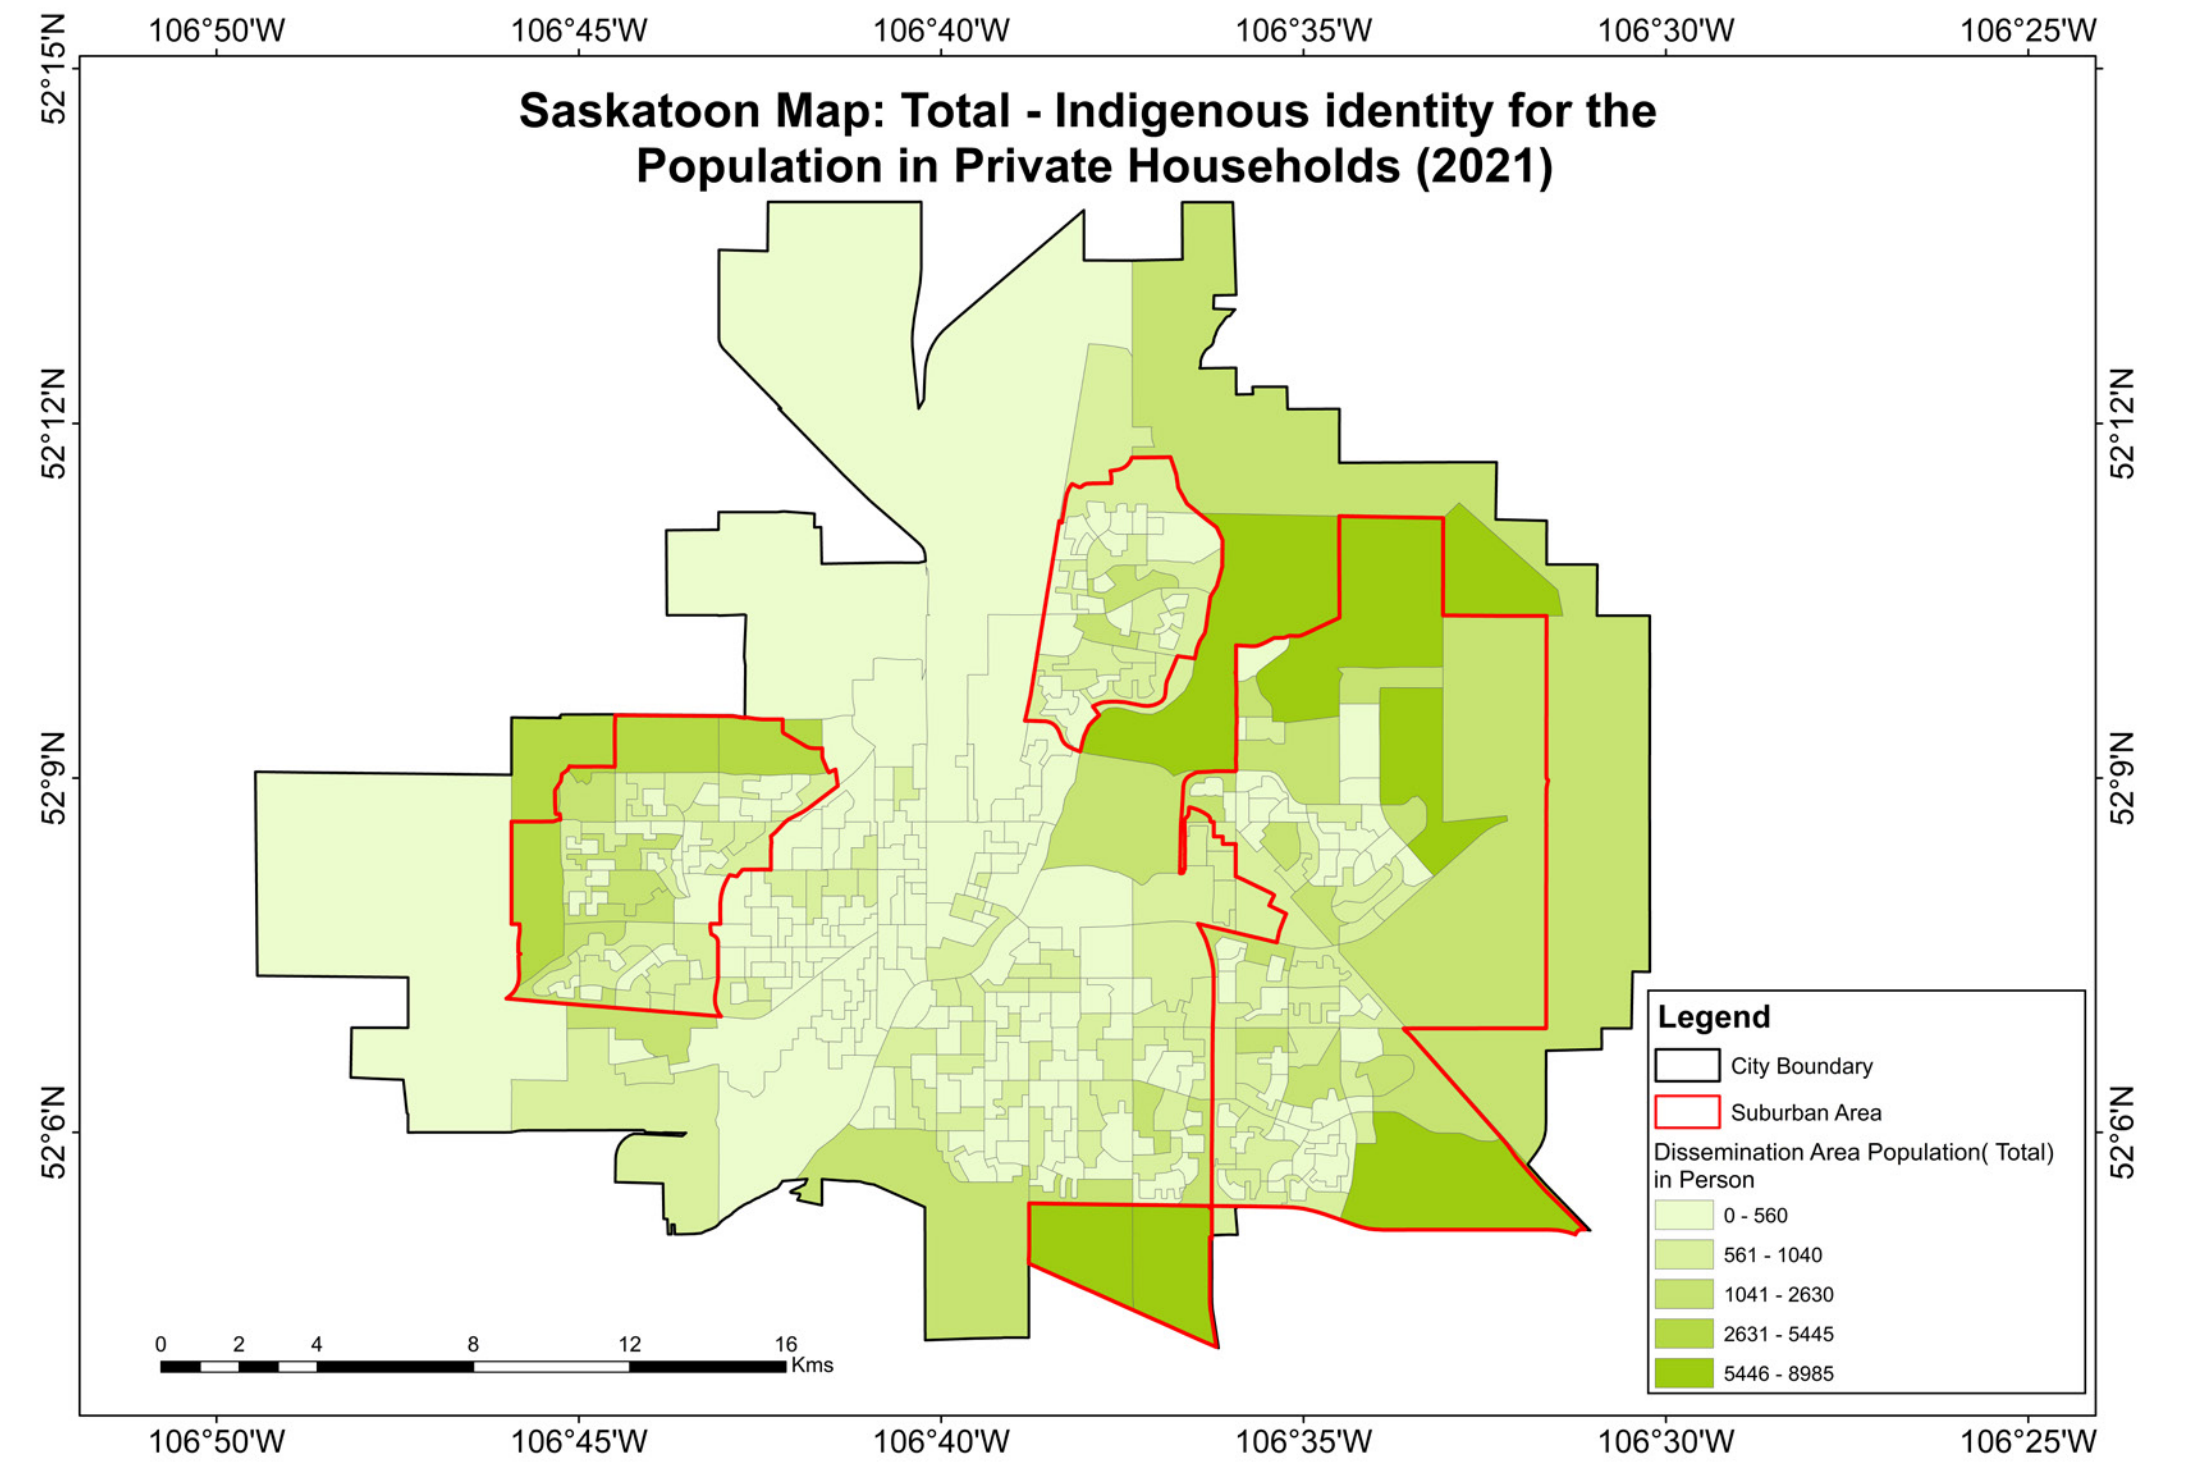 106°50'W 106°45'W 106°40'W 106°35'W 106°30'W 106°25'W
52°15'N
Saskatoon Map: Total - Indigenous identity for the
Population in Private Households (2021)
52°12'N 52°12'N
52°9'N 52°9'N
52°6'N 52°6'N
Legend
City Boundary
Suburban Area
Dissemination Area Population( Total)
in Person
0 - 560
561 - 1040
1041 - 2630
2631 - 5445
5446 - 8985
0 2 4 8 12 16
Kms
106°50'W 106°45'W 106°40'W 106°35'W 106°30'W 106°25'W